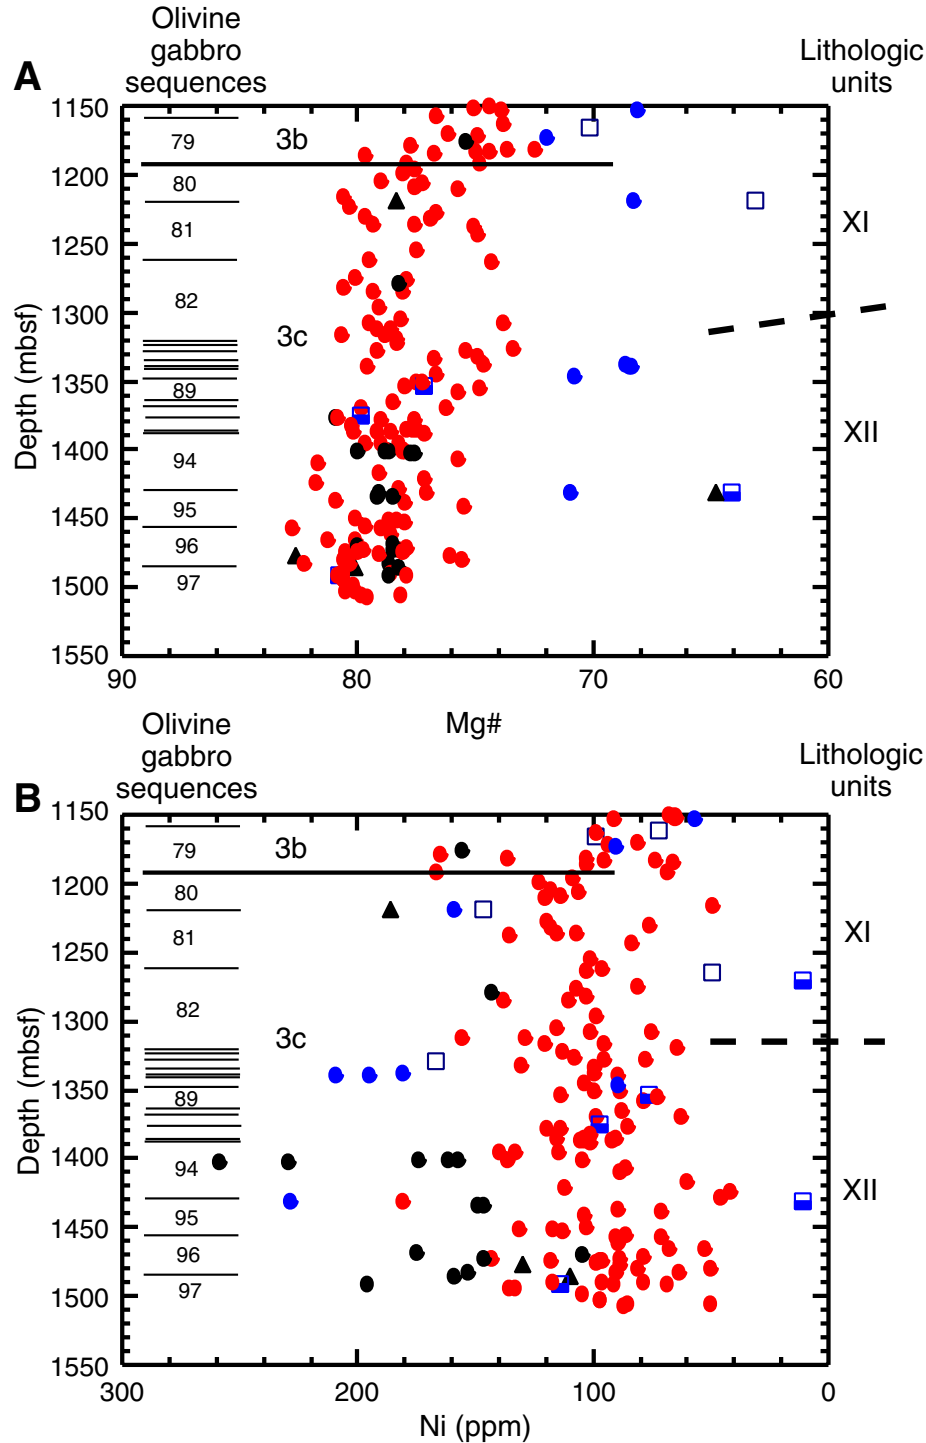 Olivine
gabbro
sequences
Lithologic
units
A
1150
1200
1250
1300
1350
1400
1450
1500
1550
Depth (mbsf)
79
80
81
82
89
94
95
96
97
3b
3c
XI
XII
90
80
70
60
Mg#
Olivine
gabbro
sequences
Lithologic
units
B
1150
1200
1250
1300
1350
1400
1450
1500
1550
Depth (mbsf)
79
80
81
82
89
94
95
96
97
3b
3c
XI
XII
300
200
100
0
Ni (ppm)